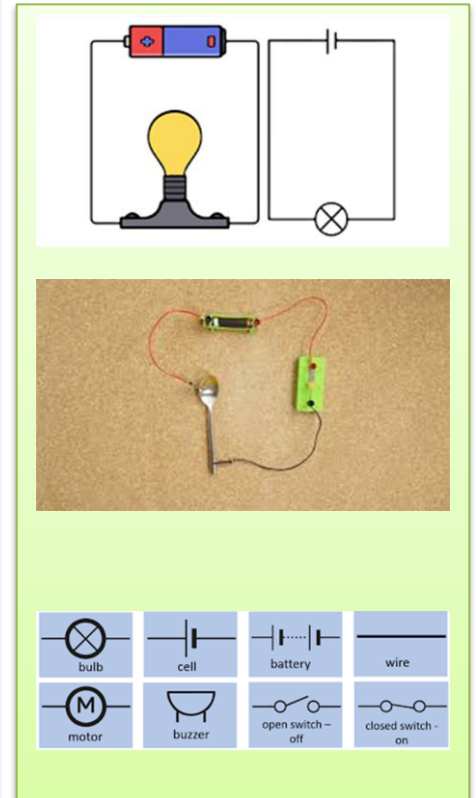 bulb
cell
battery
wire
M
motor
buzzer
open switch –
off
closed switch -
on